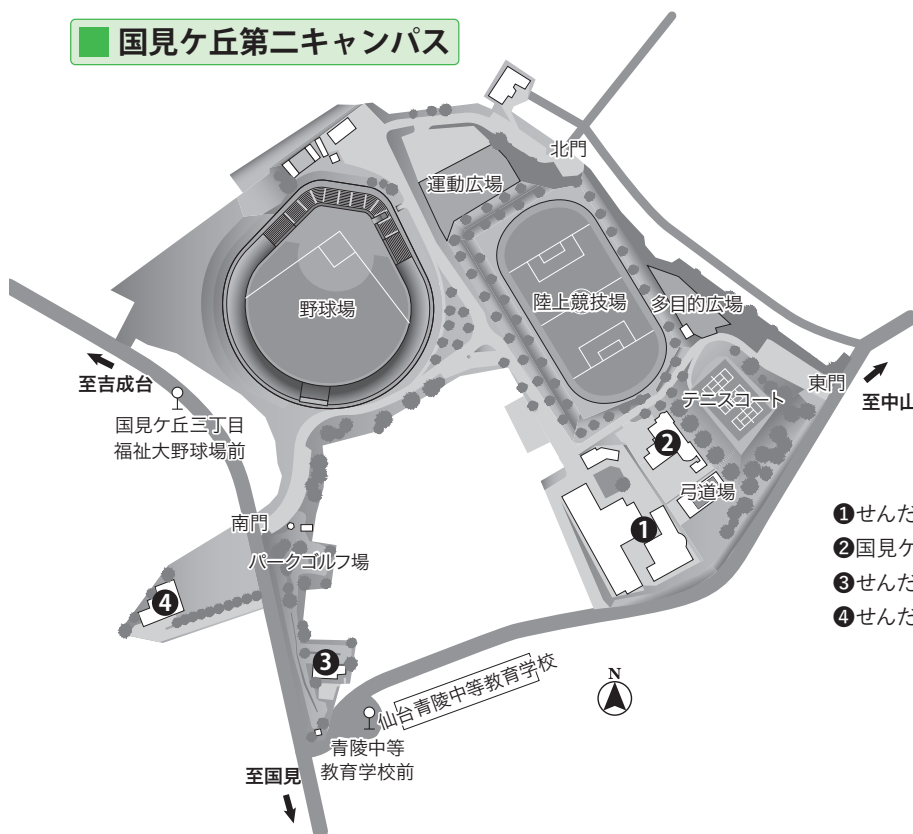 国見ケ丘第二キャンパス
北門
運動広場
野球場
陸上競技場
多目的広場
至吉成台
東門
テニスコート
至中山
国見ケ丘三丁目
福祉大野球場前
❷
弓道場
南門
❶
❶せんだ
❷国見ケ
❸せんだ
❹せんだ
パークゴルフ場
❹
❸
N
仙台青陵中等教育学校
青陵中等
教育学校前
至国見